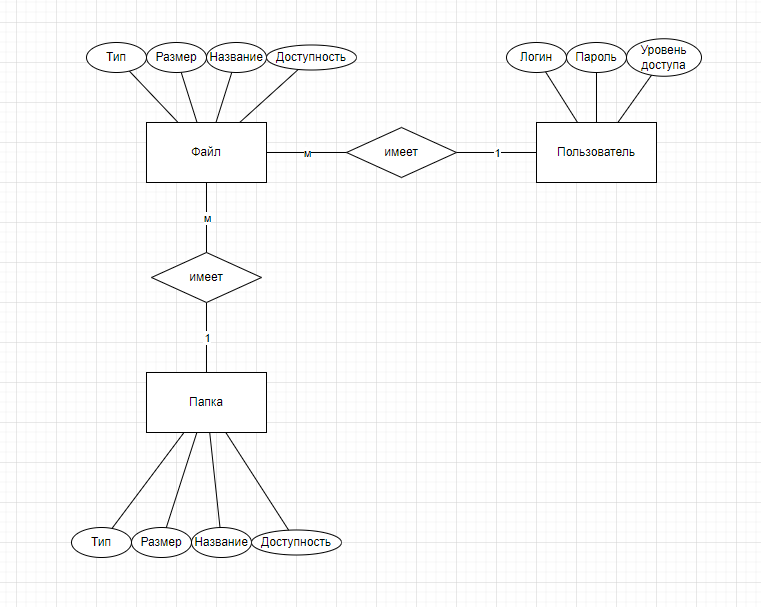 Тип
Размер
Название
Доступность
Логин
Пароль
Уровень
доступа
Файл
м
имеет
1
Пользователь
м
имеет
1
Папка
Тип
Размер
Название
Доступность